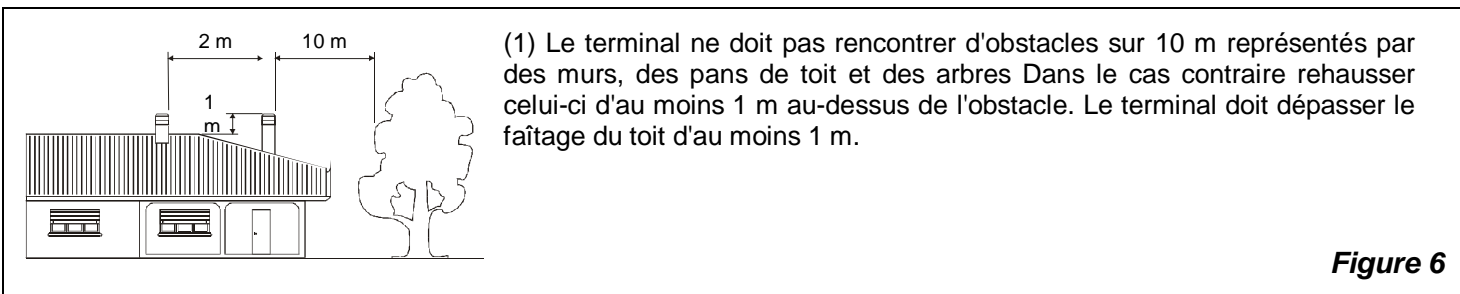 2 m 10 m
1
m
(1) Le terminal ne doit pas rencontrer d'obstacles sur 10 m représentés par
des murs, des pans de toit et des arbres Dans le cas contraire rehausser
celui-ci d'au moins 1 m au-dessus de l'obstacle. Le terminal doit dépasser le
faîtage du toit d'au moins 1 m.
Figure 6